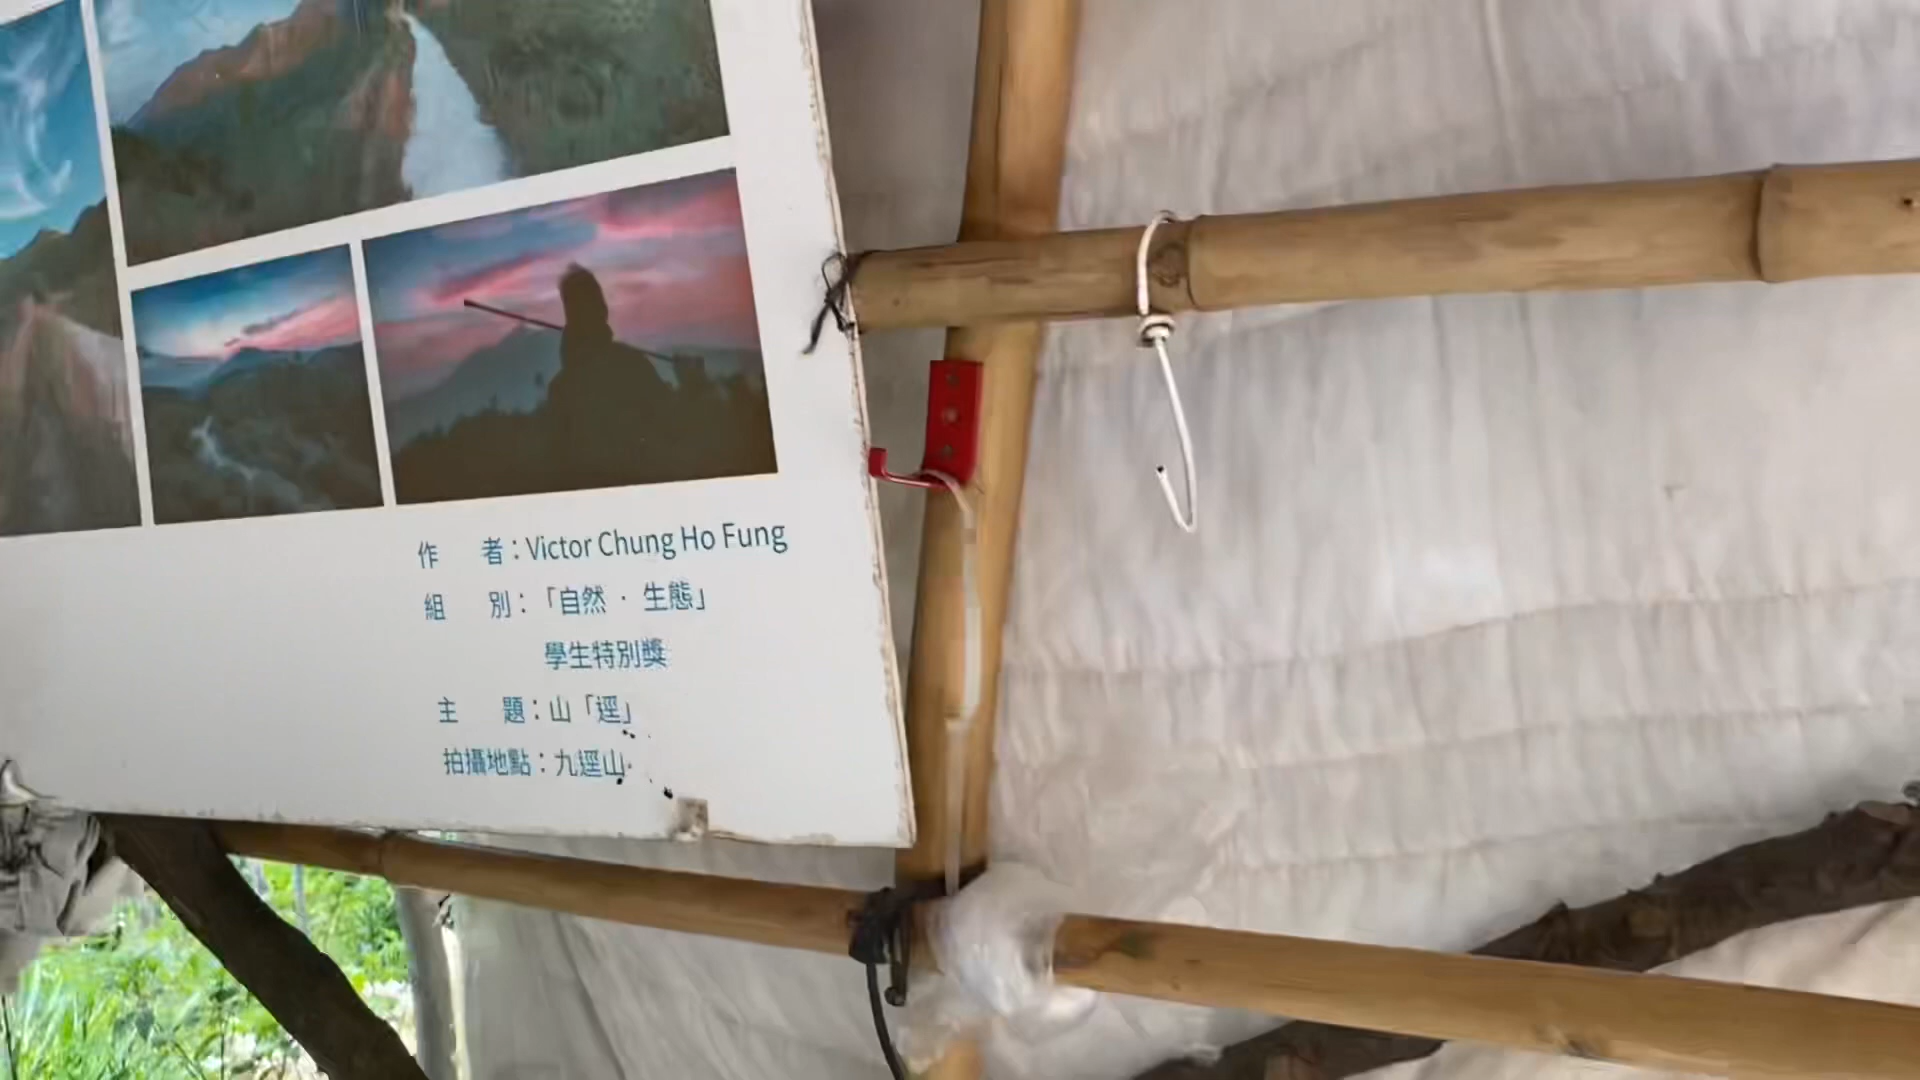 作　　者：Victor Chung Ho Fung
組　　別：「自然 · 生態」
學生特別獎
主　　題：山「逕」
拍攝地點：九逕山